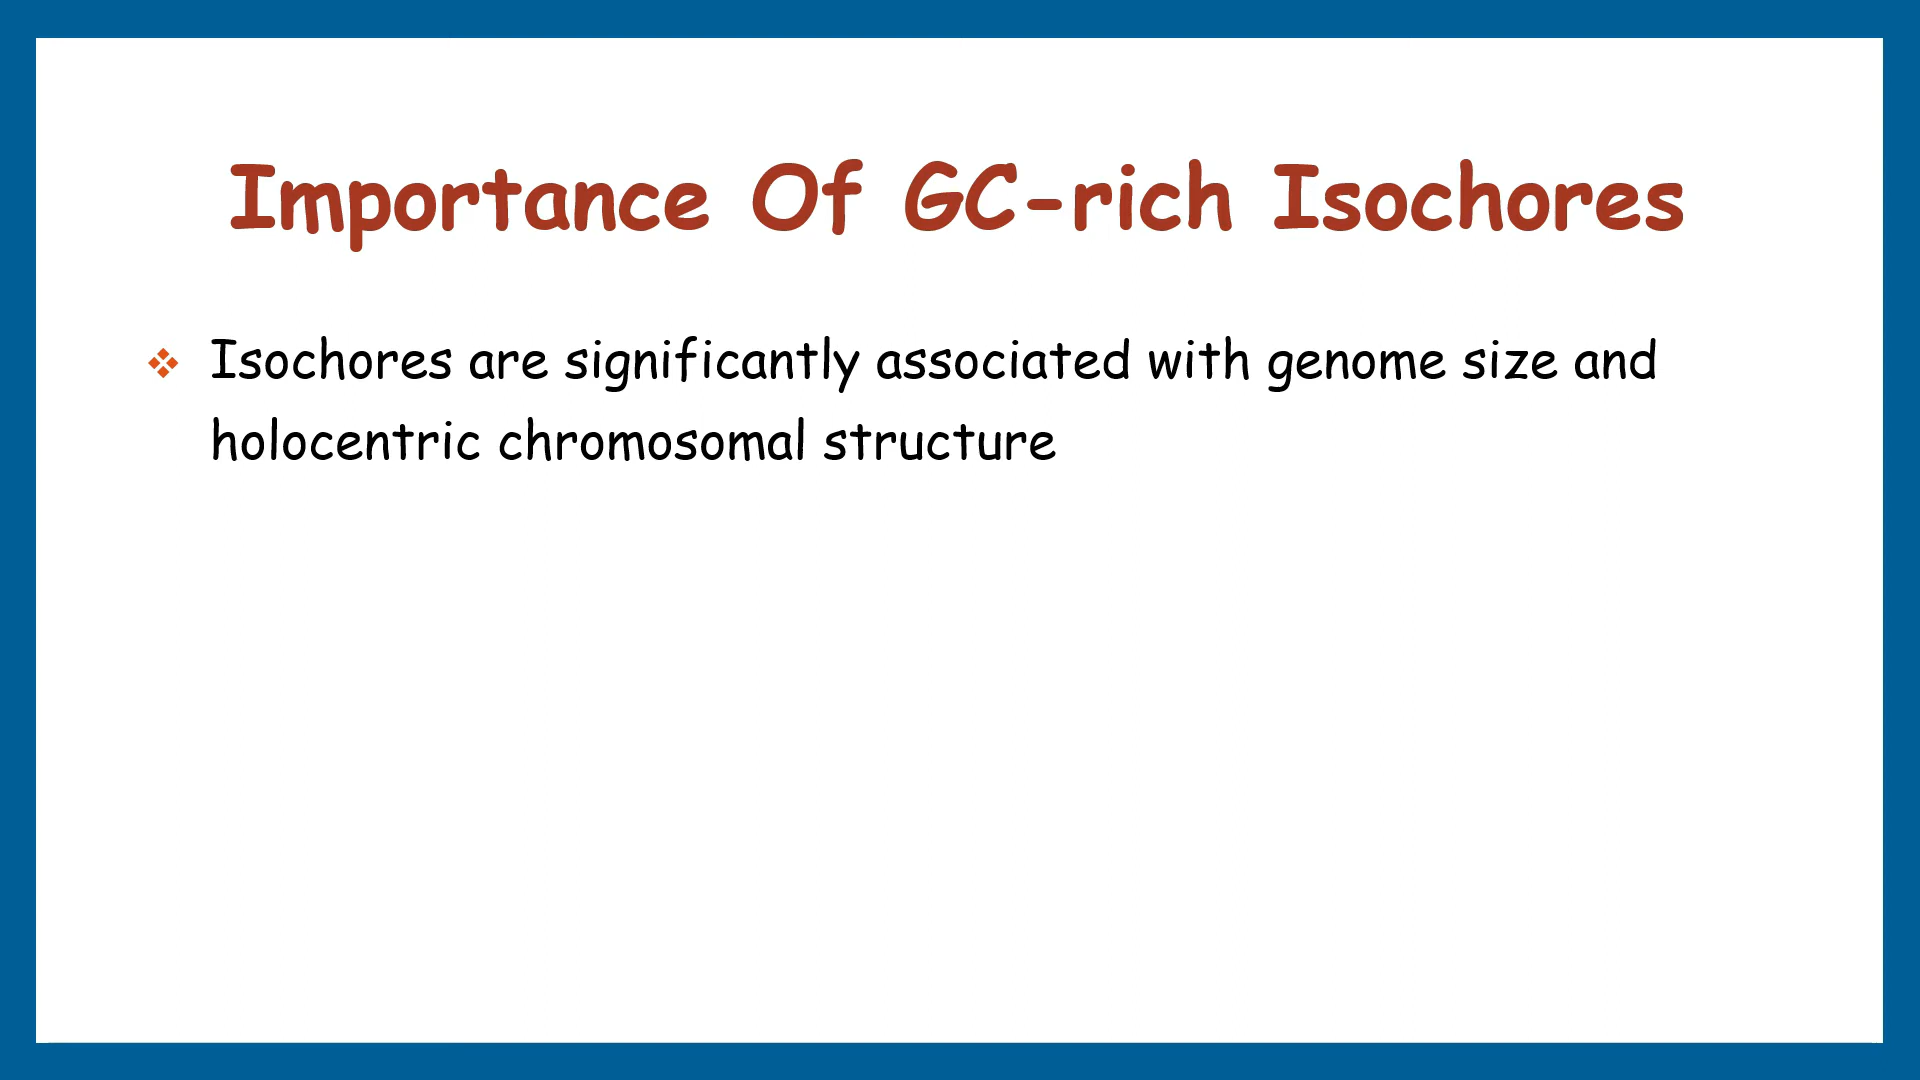 Importance Of GC-rich Isochores
❖ Isochores are significantly associated with genome size and
holocentric chromosomal structure